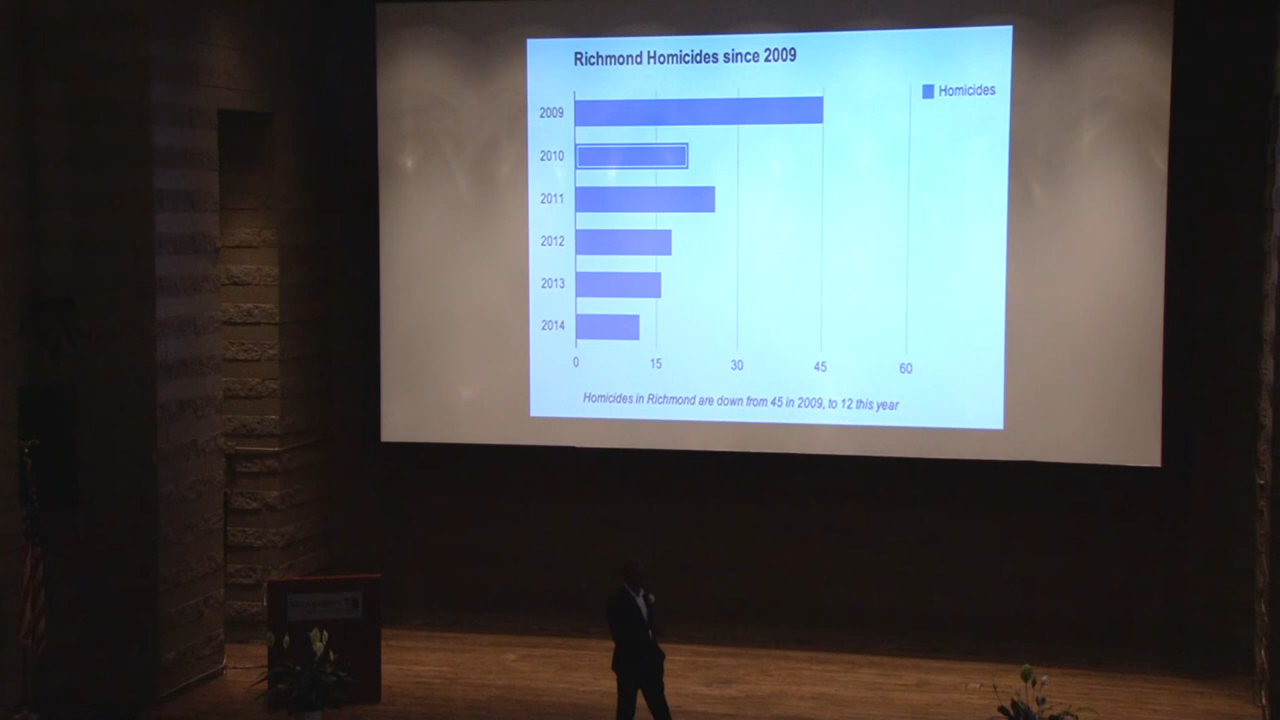 Richmond Homicides since 2009
Homicides
2009
2010
2011
2012
2013
2014
0 15 30 45 60
Homicides in Richmond are down from 45 in 2009, to 12 this year